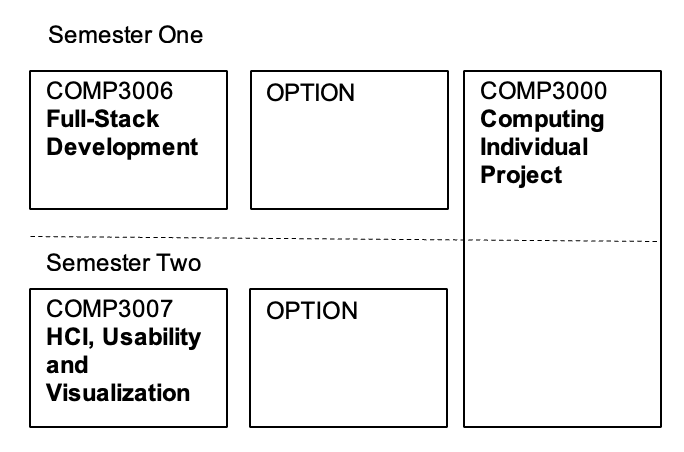 Semester One
COMP3006
Full-Stack
Development
OPTION
COMP3000
Computing
Individual
Project
Semester Two
COMP3007
HCI, Usability
and
Visualization
OPTION